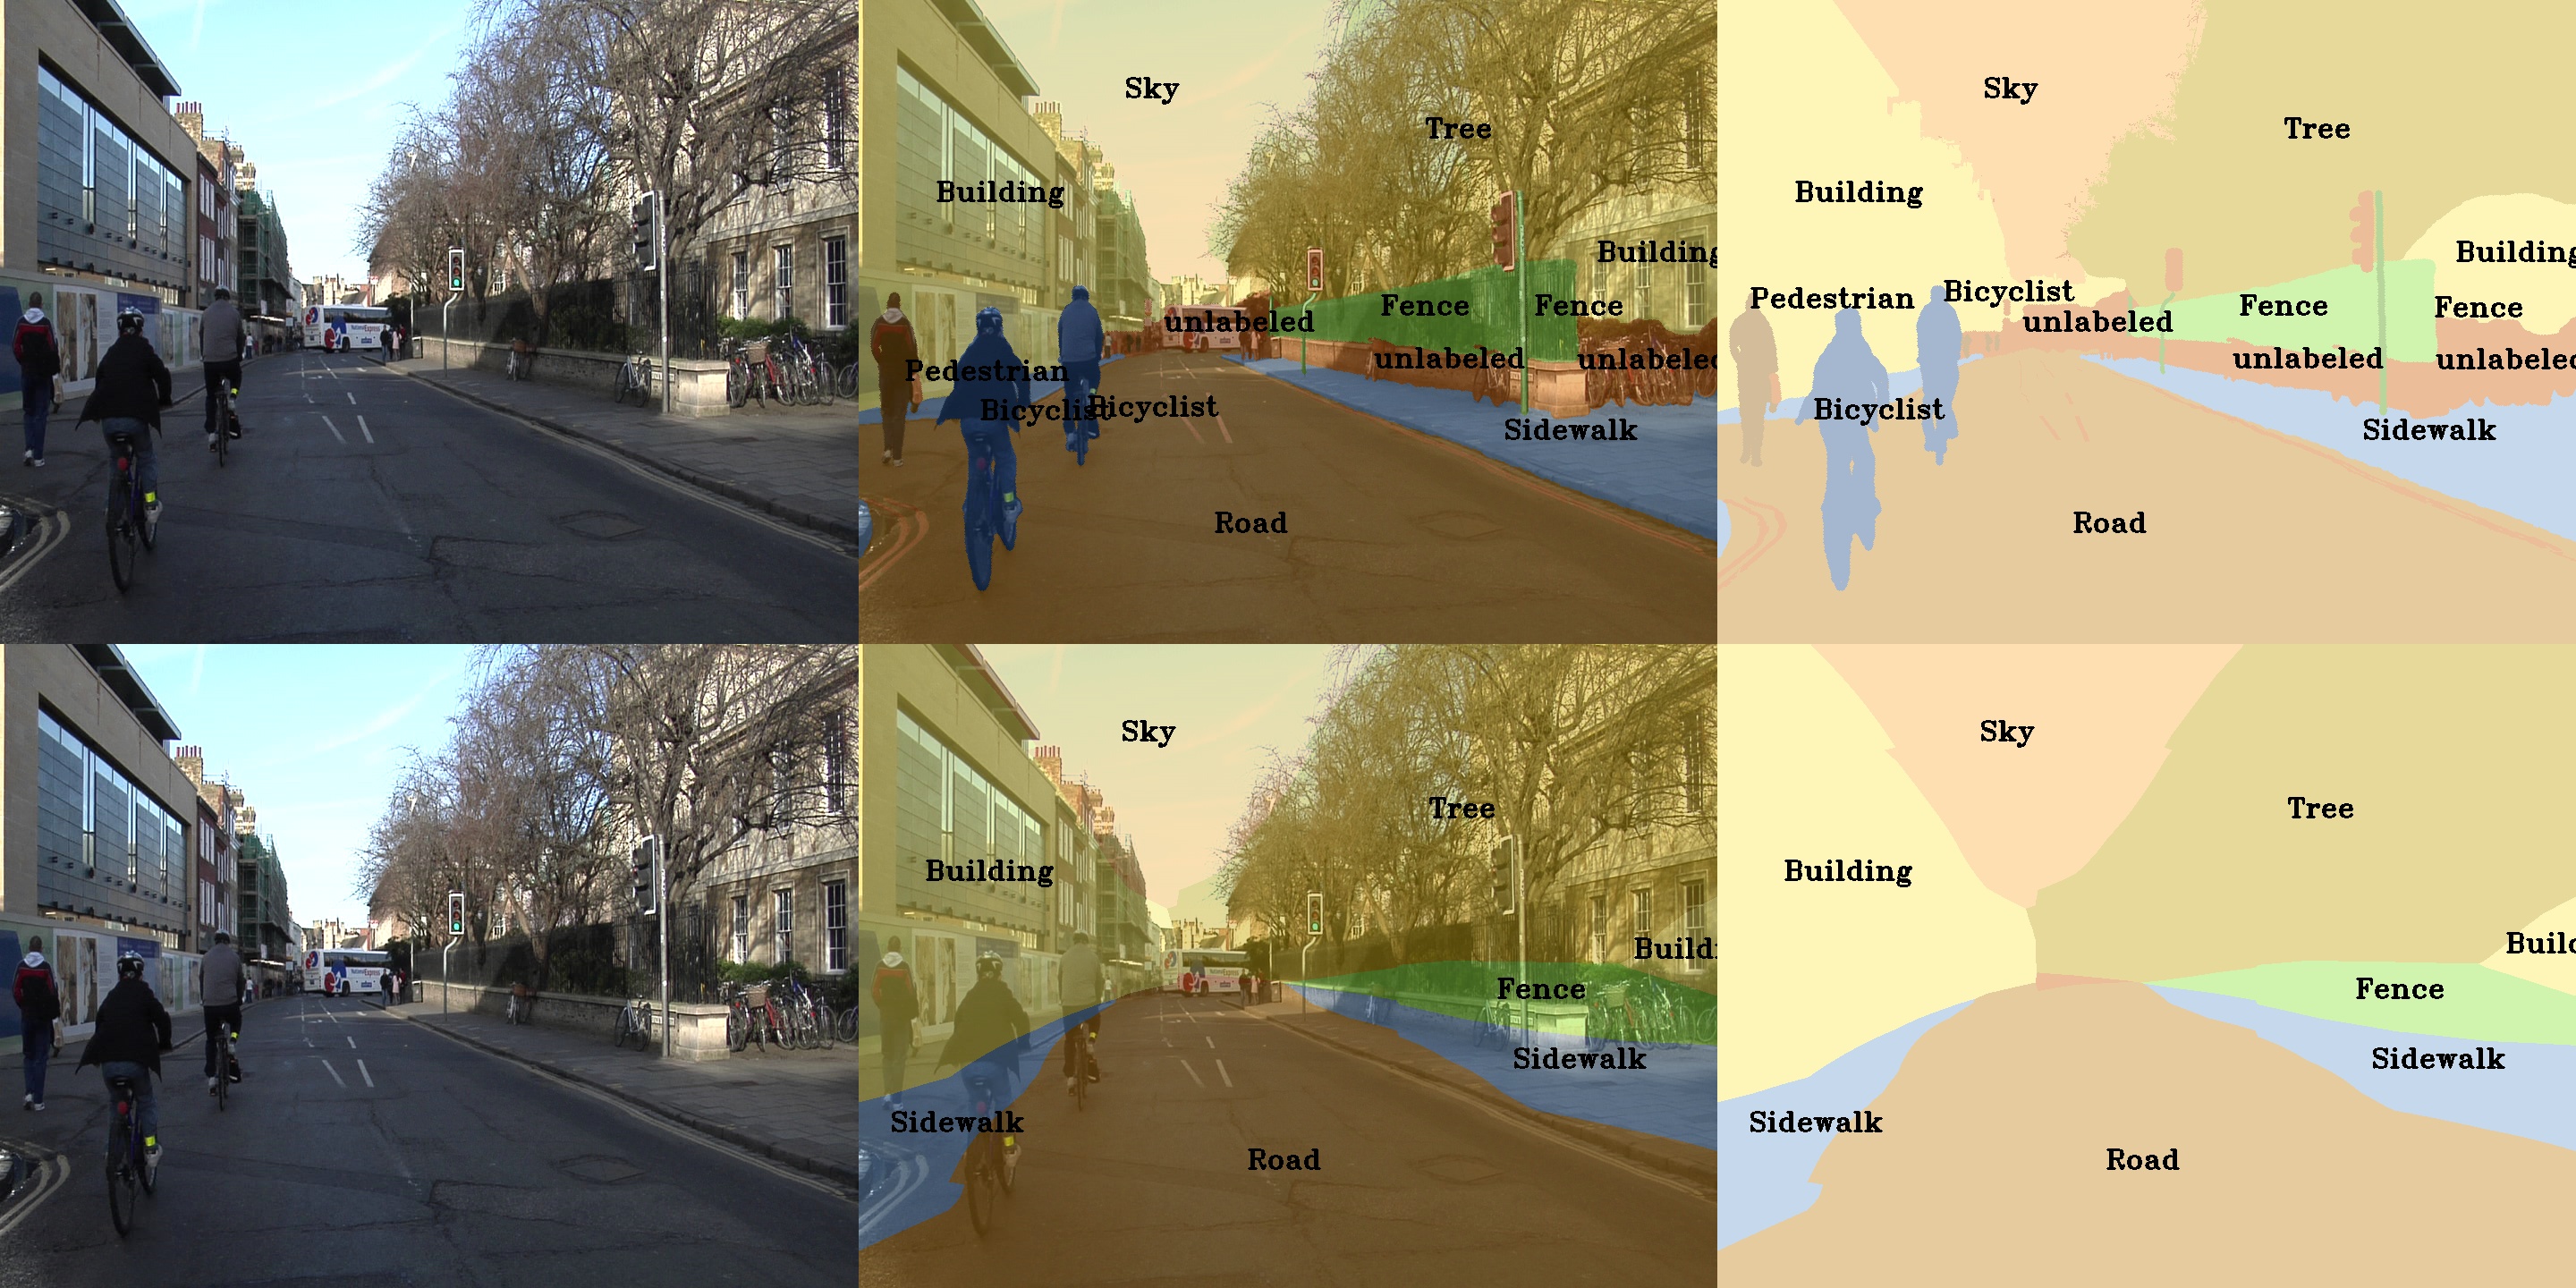 Sky
Sky
Tree
Tree
Building
Building
Building
Building
Pedestrian
Bicyclist
Fence
Fence
Fence
Fence
unlabeled
unlabeled
unlabeled
unlabeled
unlabeled
unlabeled
Pedestrian
Bicyclist
Bicyclist
Bicyclist
Sidewalk
Sidewalk
Road
Road
Sky
Sky
Tree
Tree
Building
Building
Buildi
Build
Fence
Fence
Sidewalk
Sidewalk
Sidewalk
Sidewalk
Road
Road